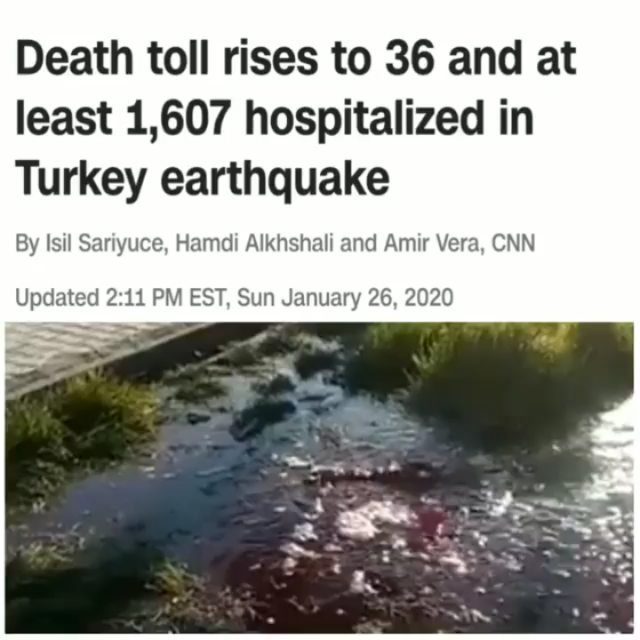 Death toll rises to 36 and at
least 1,607 hospitalized in
Turkey earthquake
By Isil Sariyuce, Hamdi Alkhshali and Amir Vera, CNN
Updated 2:11 PM EST, Sun January 26, 2020